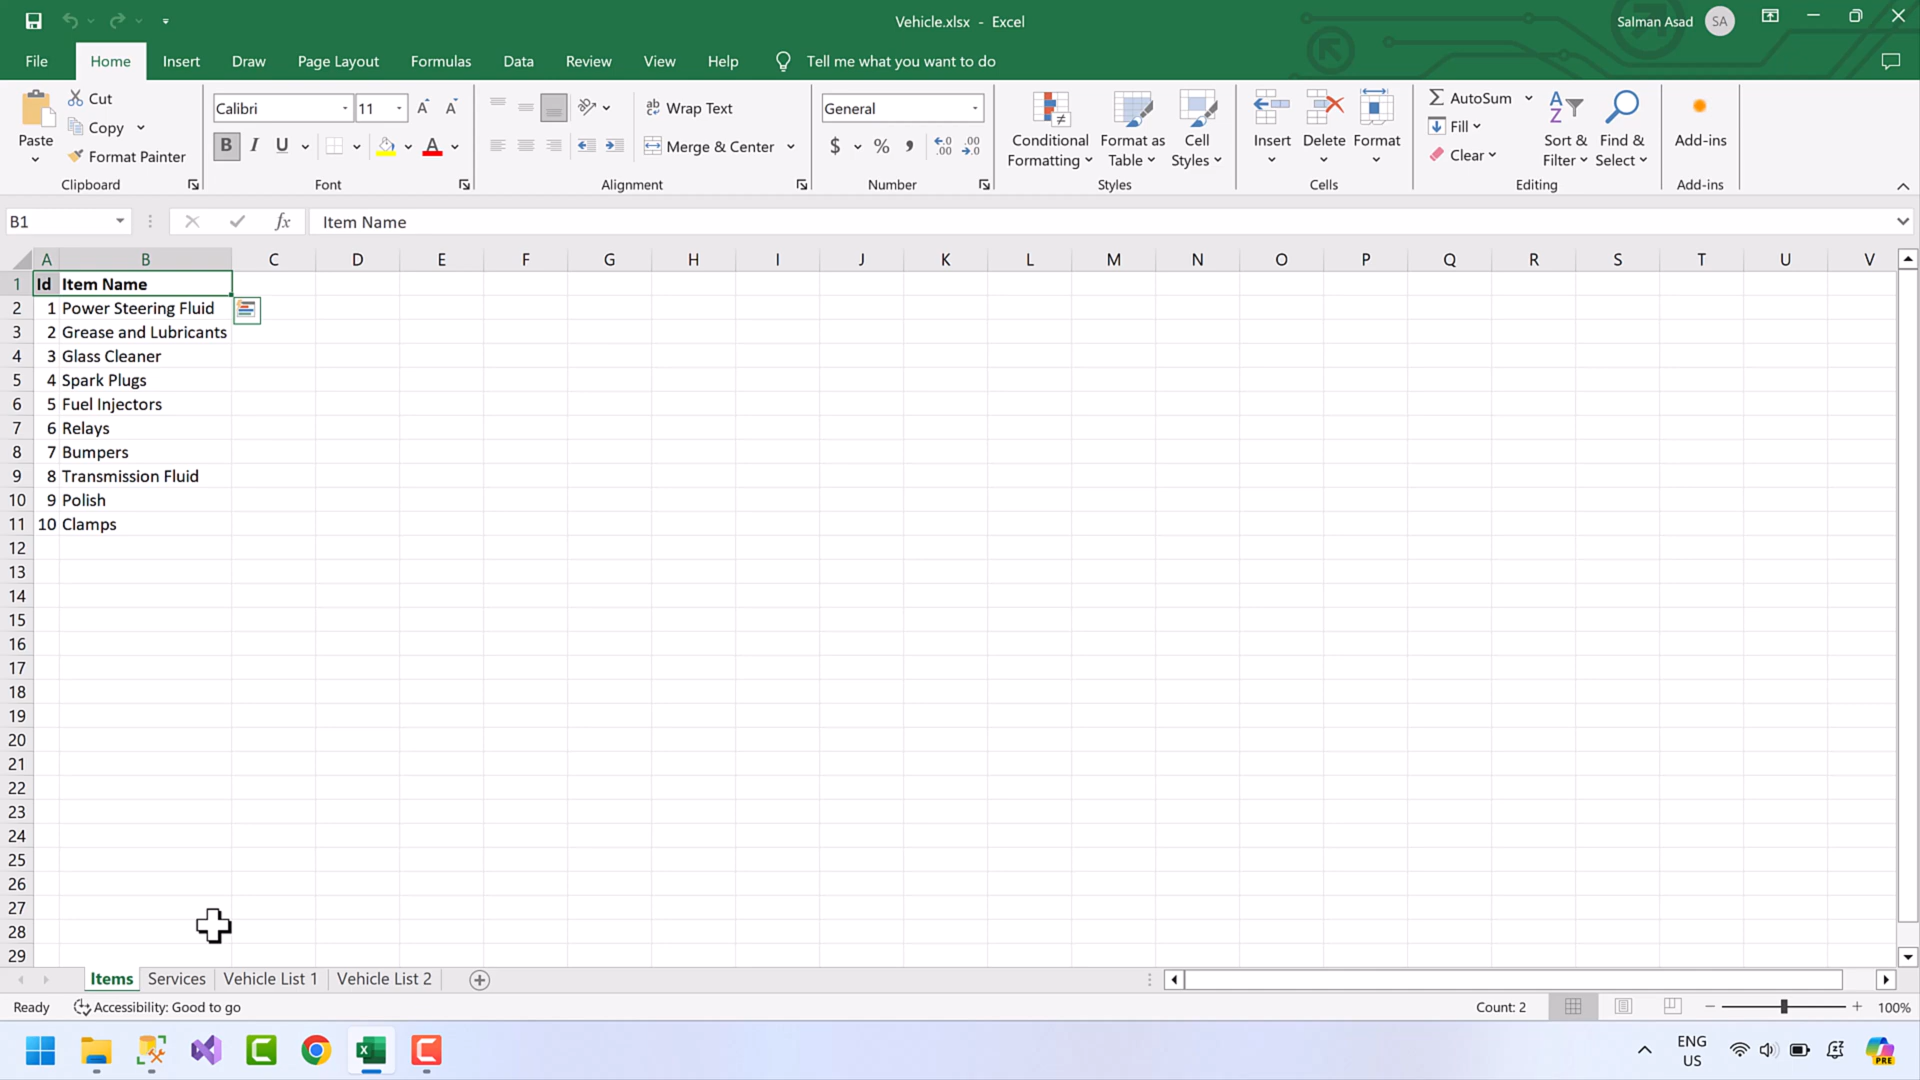 Vehicle.xlsx - Excel
Salman Asad SA
File Home Insert Draw Page Layout Formulas Data Review View Help Tell me what you want to do
Paste
Cut
Copy
Format Painter
Clipboard
Calibri 11
B I U A
Font
Wrap Text
Merge & Center
Alignment
General
$ % 9
Number
Conditional Formatting
Format as Table
Cell Styles
Styles
Insert Delete Format
Cells
AutoSum
Fill
Clear
Sort & Filter
Find & Select
Editing
Add-ins
Add-ins
B1 fx Item Name
A B C D E F G H I J K L M N O P Q R S T U V
1 Id Item Name
2 1 Power Steering Fluid
3 2 Grease and Lubricants
4 3 Glass Cleaner
5 4 Spark Plugs
6 5 Fuel Injectors
7 6 Relays
8 7 Bumpers
9 8 Transmission Fluid
10 9 Polish
11 10 Clamps
12
13
14
15
16
17
18
19
20
21
22
23
24
25
26
27
28
29
Items Services Vehicle List 1 Vehicle List 2
Ready Accessibility: Good to go Count: 2 100%
ENG
US
PRE